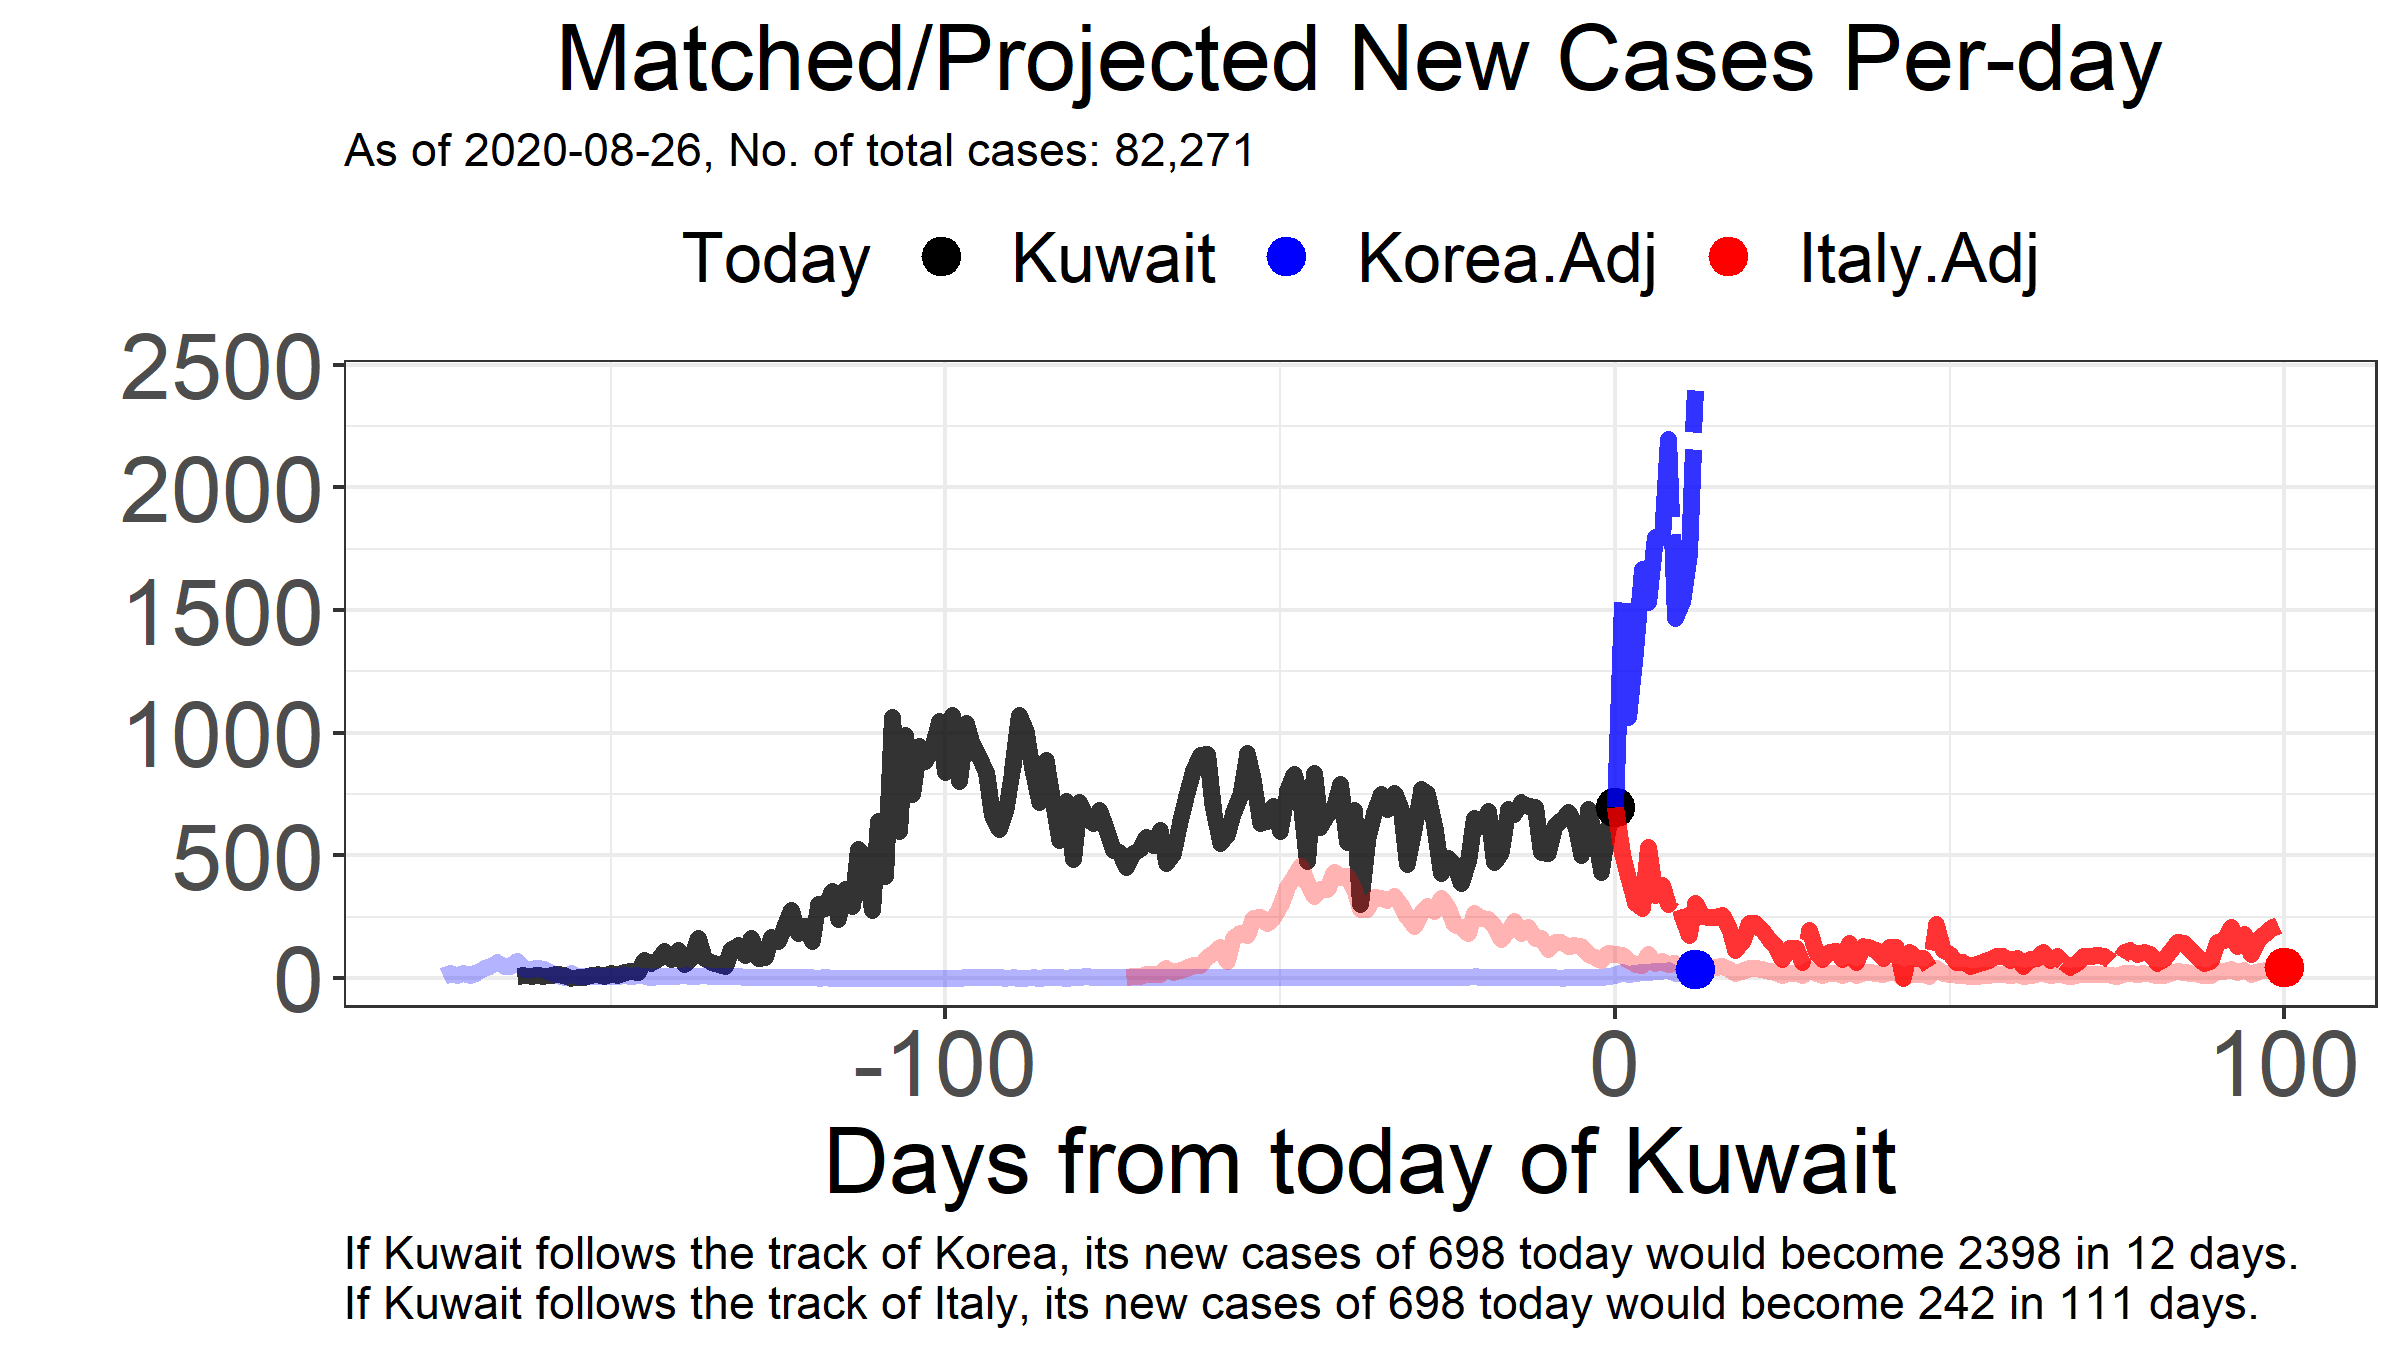 Matched/Projected New Cases Per-day
As of 2020-08-26, No. of total cases: 82,271
Today Kuwait Korea.Adj Italy.Adj
2500
2000
1500
1000
500
0
-100 0 100
Days from today of Kuwait
If Kuwait follows the track of Korea, its new cases of 698 today would become 2398 in 12 days.
If Kuwait follows the track of Italy, its new cases of 698 today would become 242 in 111 days.